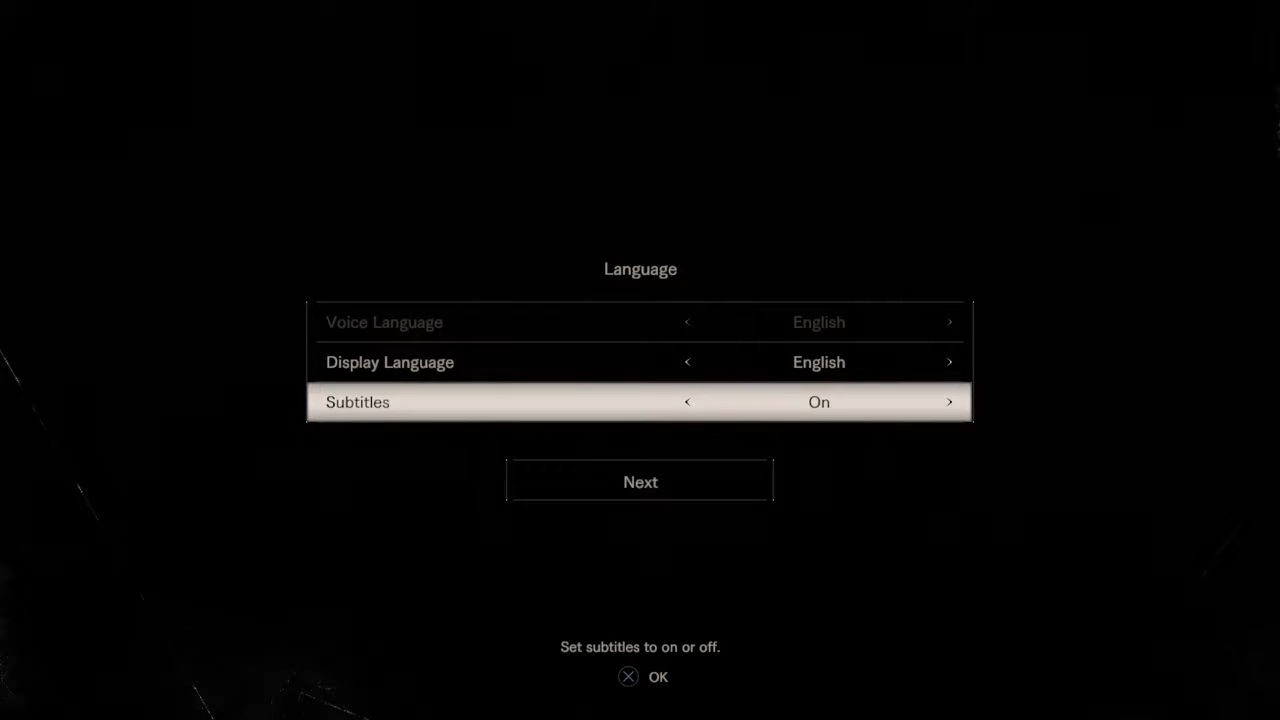 Language
Voice Language < English >
Display Language < English >
Subtitles < On >
Next
Set subtitles to on or off.
OK